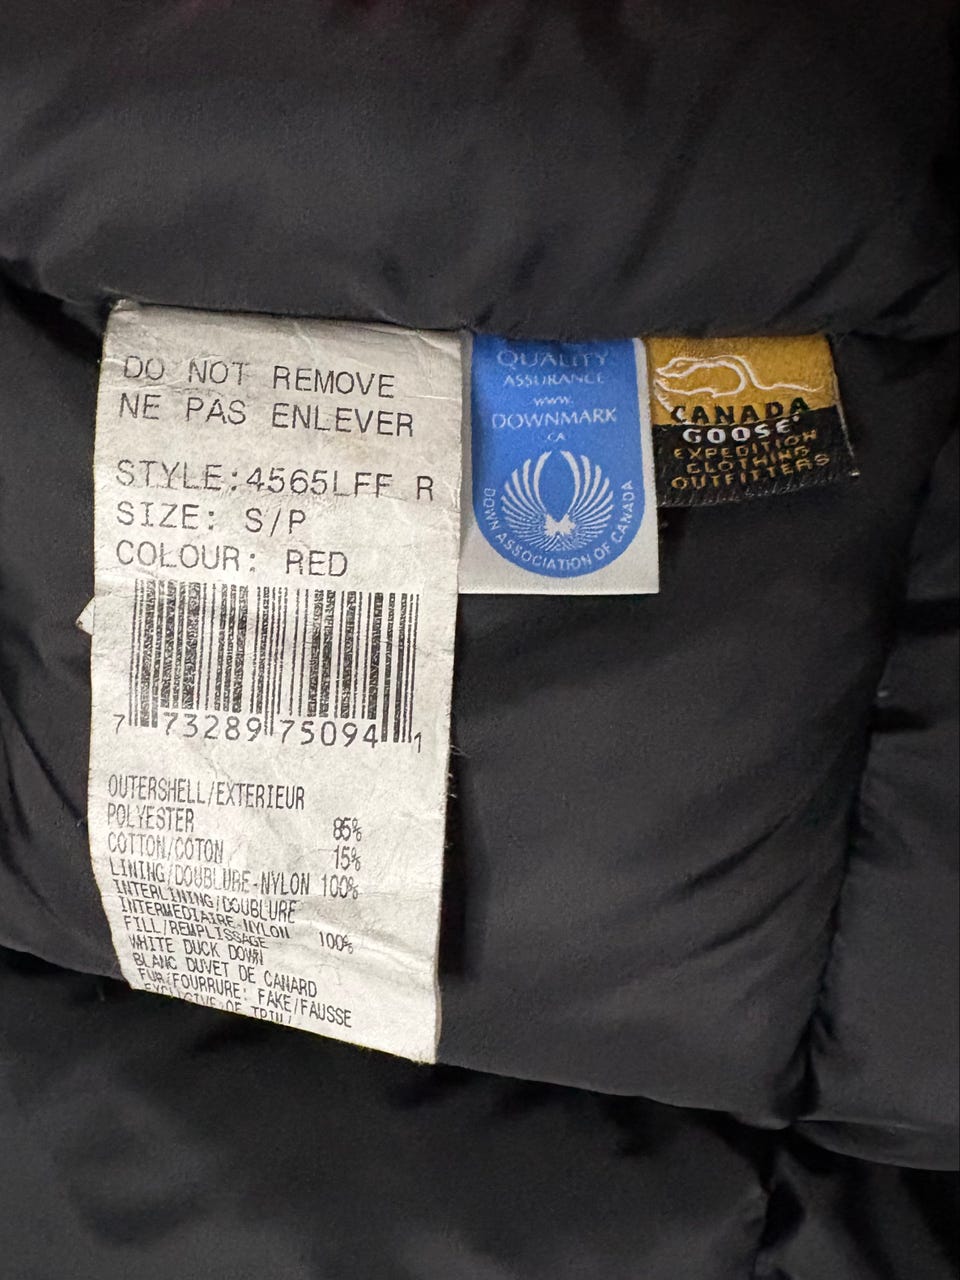 DO NOT REMOVE
NE PAS ENLEVER
STYLE:4565LFF R
SIZE: S/P
COLOUR: RED
7 73289 75094 1
OUTERSHELL/EXTERIEUR
POLYESTER 85%
COTTON/COTON 15%
LINING/DOUBLURE-NYLON 100%
INTERLINING/DOUBLURE
INTERMEDIAIRE-NYLON 100%
FILL/REMPLISSAGE
WHITE DUCK DOWN
BLANC DUVET DE CANARD
FUR/FOURRURE: FAKE/FAUSSE
EXCLUSIVE OF TRIM/
QUALITY
ASSURANCE
www.
DOWNMARK
CA
DOWN ASSOCIATION OF CANADA
CANADA
GOOSE
EXPEDITION
CLOTHING
OUTFITTERS